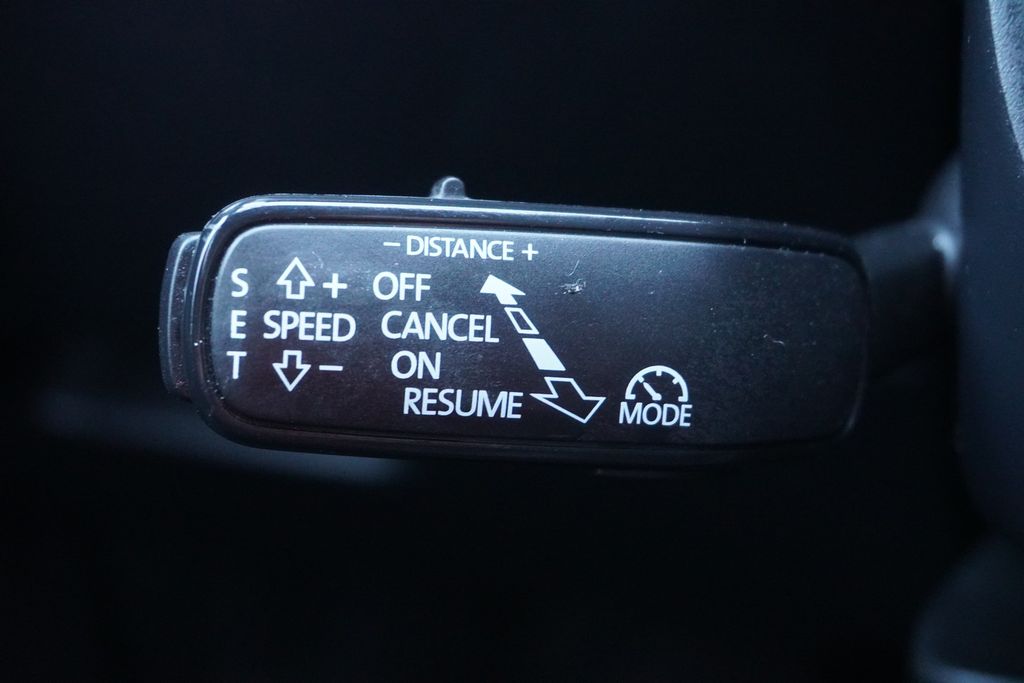 - DISTANCE +
S + OFF
E SPEED CANCEL
T - ON
RESUME
MODE